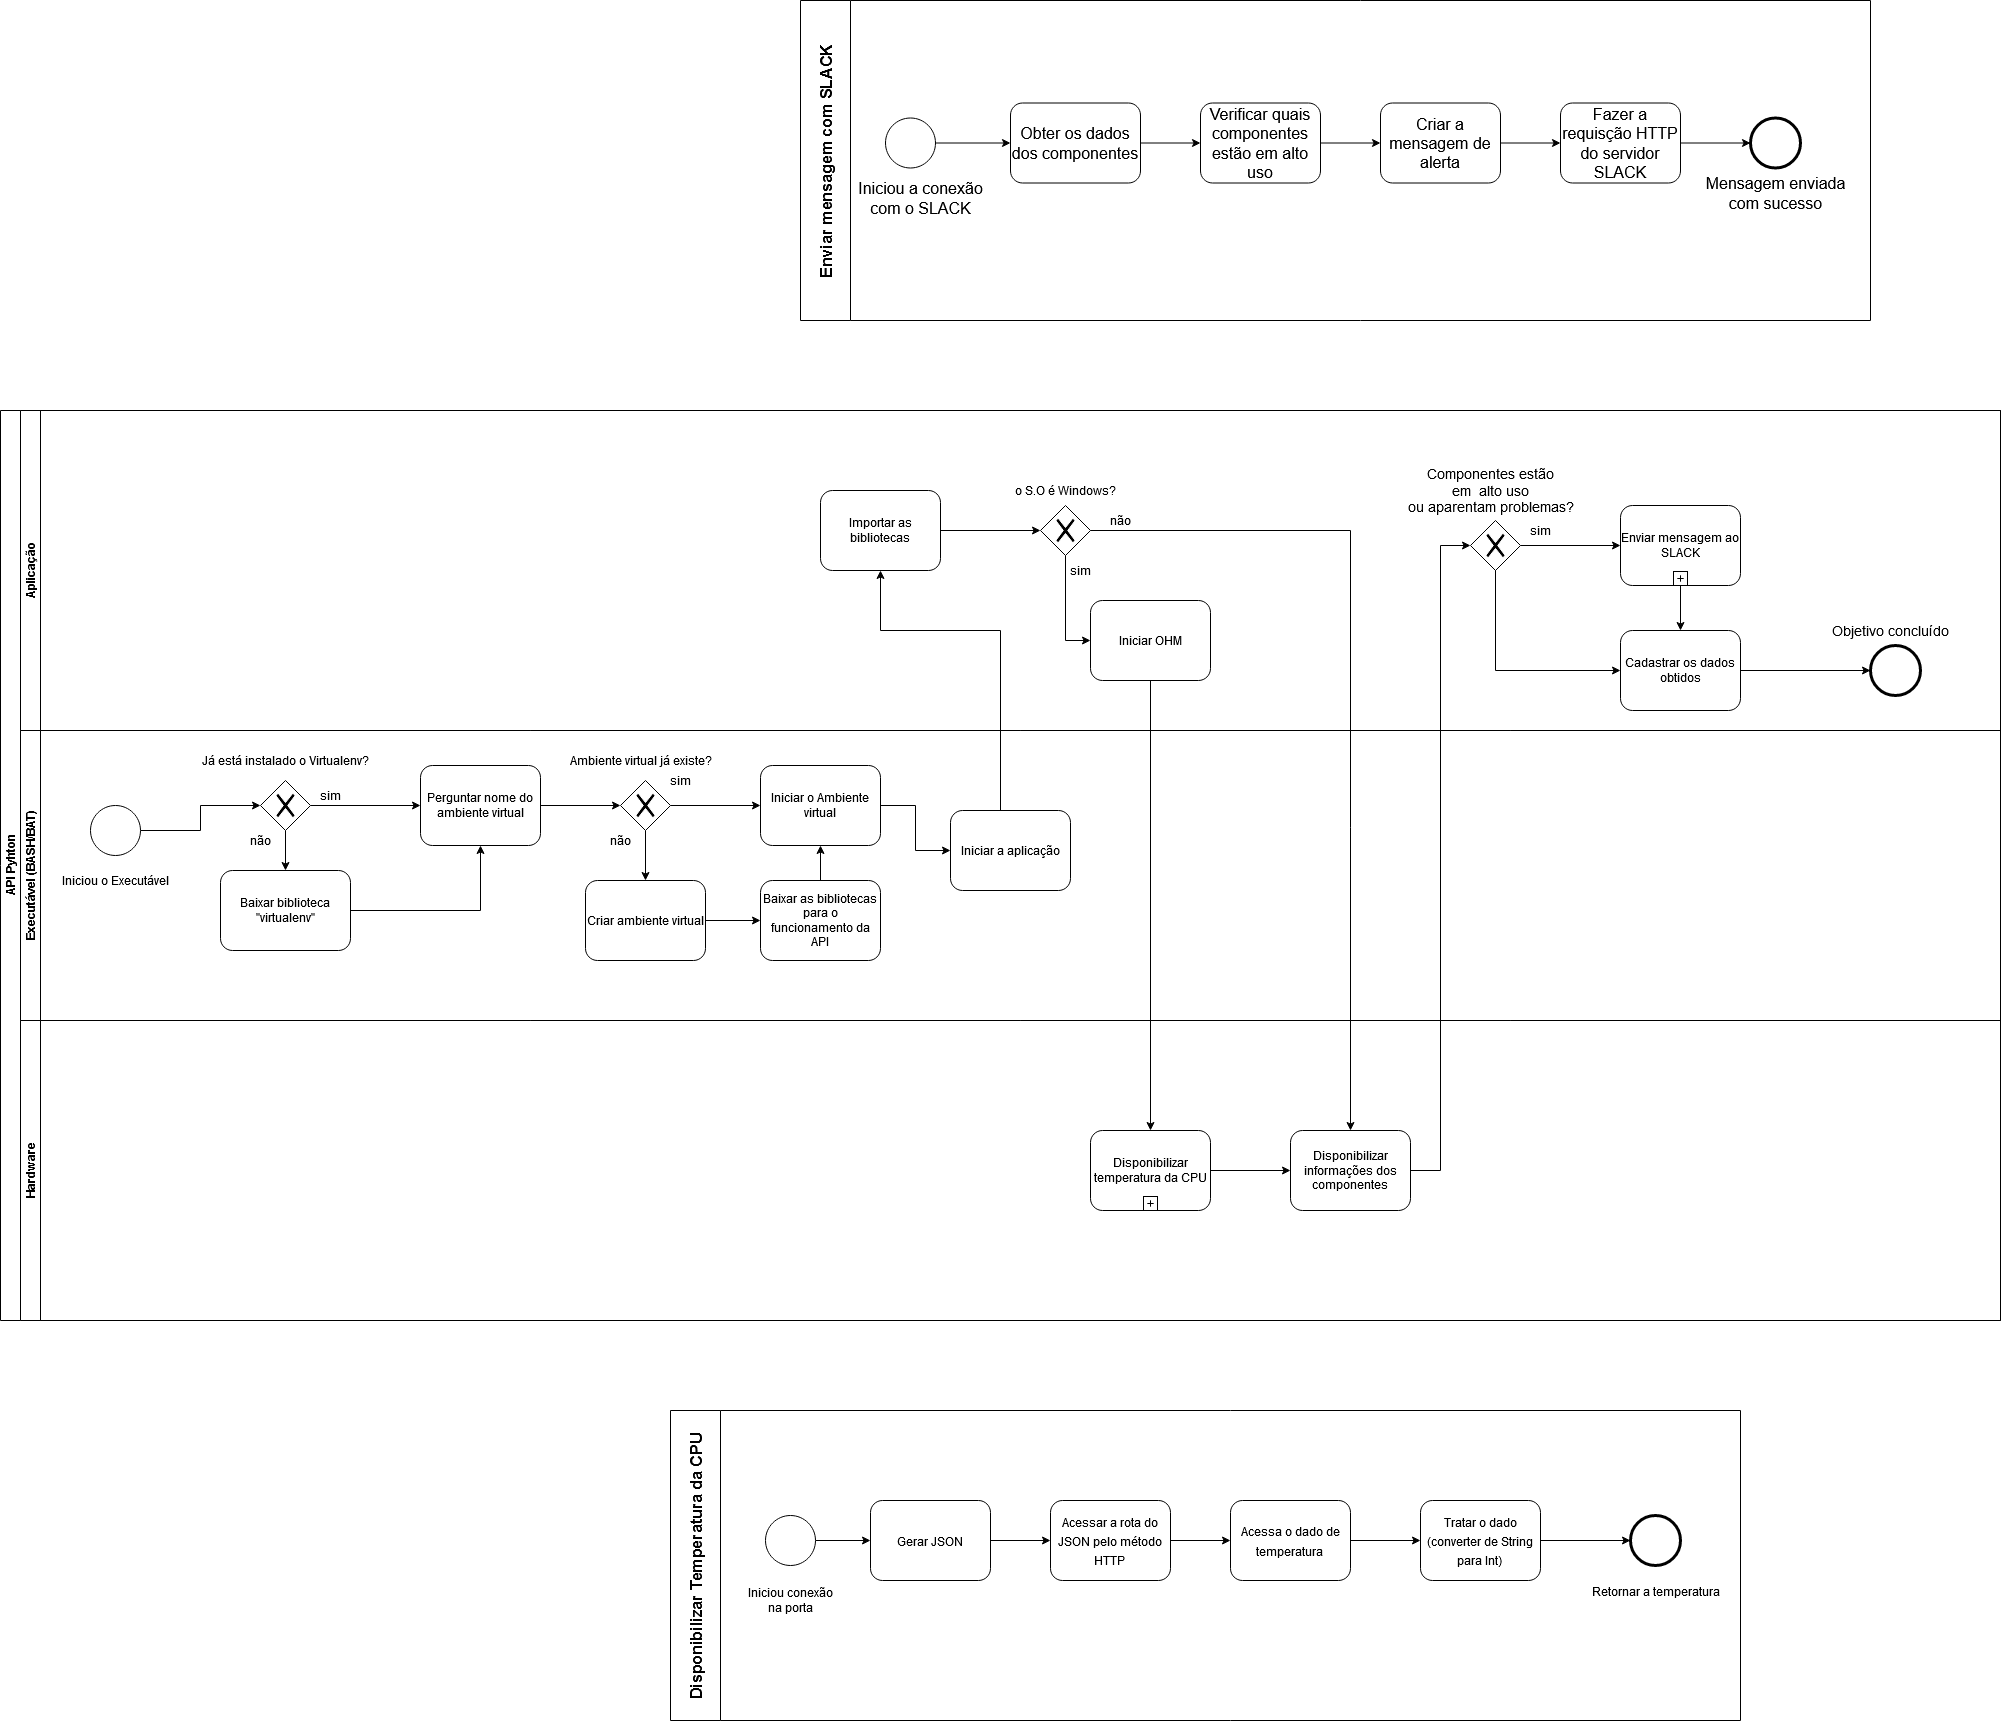 Enviar mensagem com SLACK
Iniciou a conexão
com o SLACK
Obter os dados
dos componentes
Verificar quais
componentes
estão em alto
uso
Criar a
mensagem de
alerta
Fazer a
requisção HTTP
do servidor
SLACK
Mensagem enviada
com sucesso
API Pyhton
Aplicação
Importar as
bibliotecas
o S.O é Windows?
não
sim
Iniciar OHM
Componentes estão
em alto uso
ou aparentam problemas?
sim
Enviar mensagem ao
SLACK
+
Cadastrar os dados
obtidos
Objetivo concluído
Executável (BASH/BAT)
Iniciou o Executável
Já está instalado o Virtualenv?
sim
não
Baixar biblioteca
"virtualenv"
Perguntar nome do
ambiente virtual
Ambiente virtual já existe?
sim
não
Criar ambiente virtual
Baixar as bibliotecas
para o
funcionamento da
API
Iniciar o Ambiente
virtual
Iniciar a aplicação
Hardware
Disponibilizar
temperatura da CPU
+
Disponibilizar
informações dos
componentes
Disponibilizar Temperatura da CPU
Iniciou conexão
na porta
Gerar JSON
Acessar a rota do
JSON pelo método
HTTP
Acessa o dado de
temperatura
Tratar o dado
(converter de String
para Int)
Retornar a temperatura